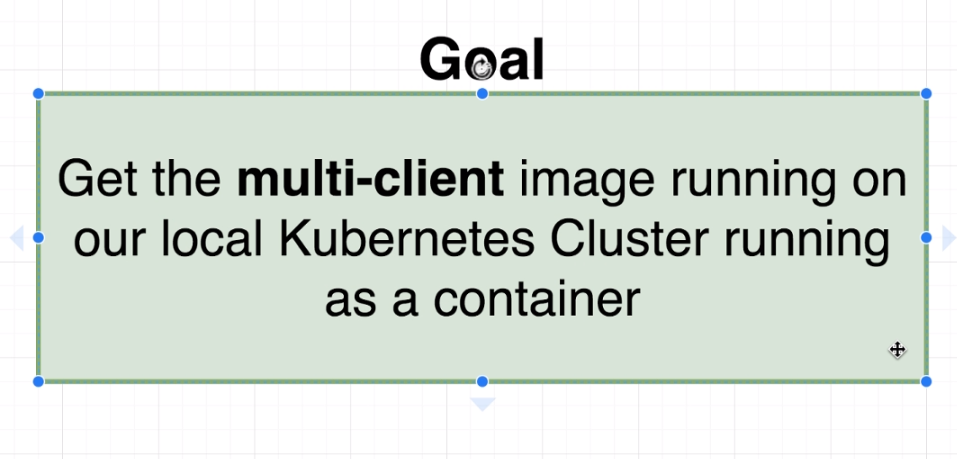 Goal
Get the multi-client image running on
our local Kubernetes Cluster running
as a container